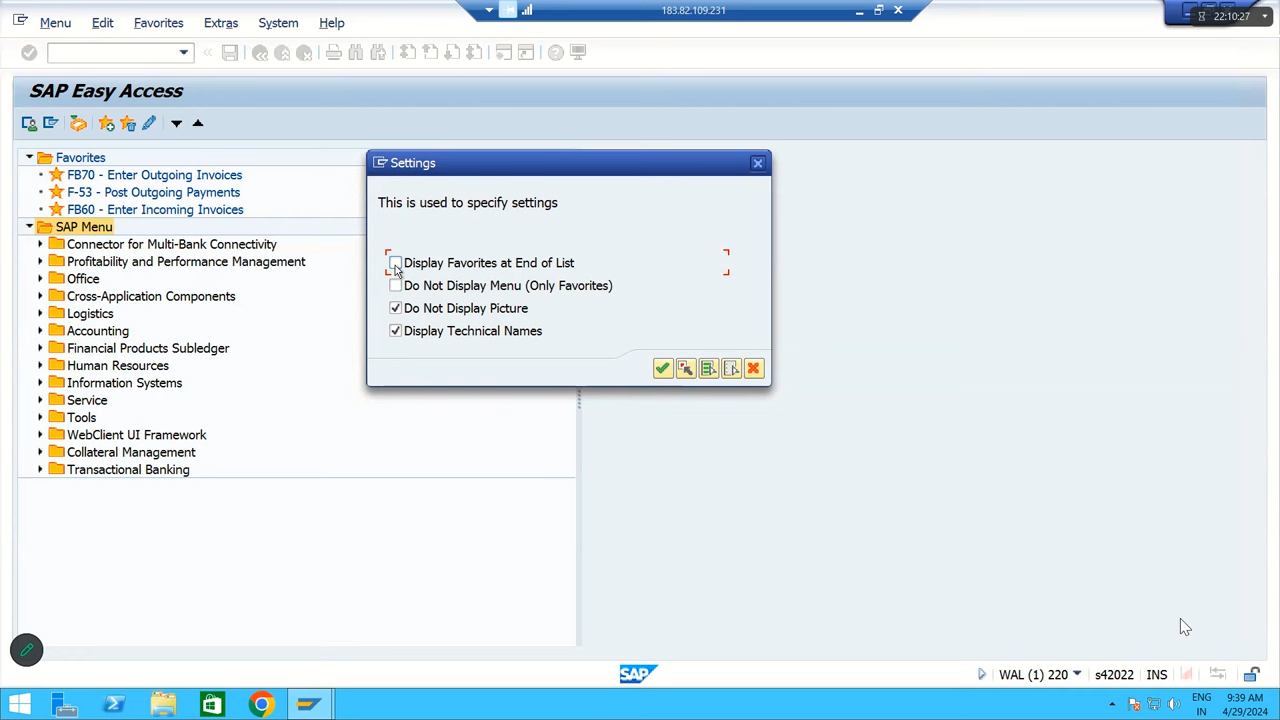 Menu Edit Favorites Extras System Help
183.82.109.231
22:10:27
SAP Easy Access
Favorites
FB70 - Enter Outgoing Invoices
F-53 - Post Outgoing Payments
FB60 - Enter Incoming Invoices
SAP Menu
Connector for Multi-Bank Connectivity
Profitability and Performance Management
Office
Cross-Application Components
Logistics
Accounting
Financial Products Subledger
Human Resources
Information Systems
Service
Tools
WebClient UI Framework
Collateral Management
Transactional Banking
Settings
This is used to specify settings
Display Favorites at End of List
Do Not Display Menu (Only Favorites)
Do Not Display Picture
Display Technical Names
SAP
WAL (1) 220 s42022 INS
ENG 9:39 AM
IN 4/29/2024